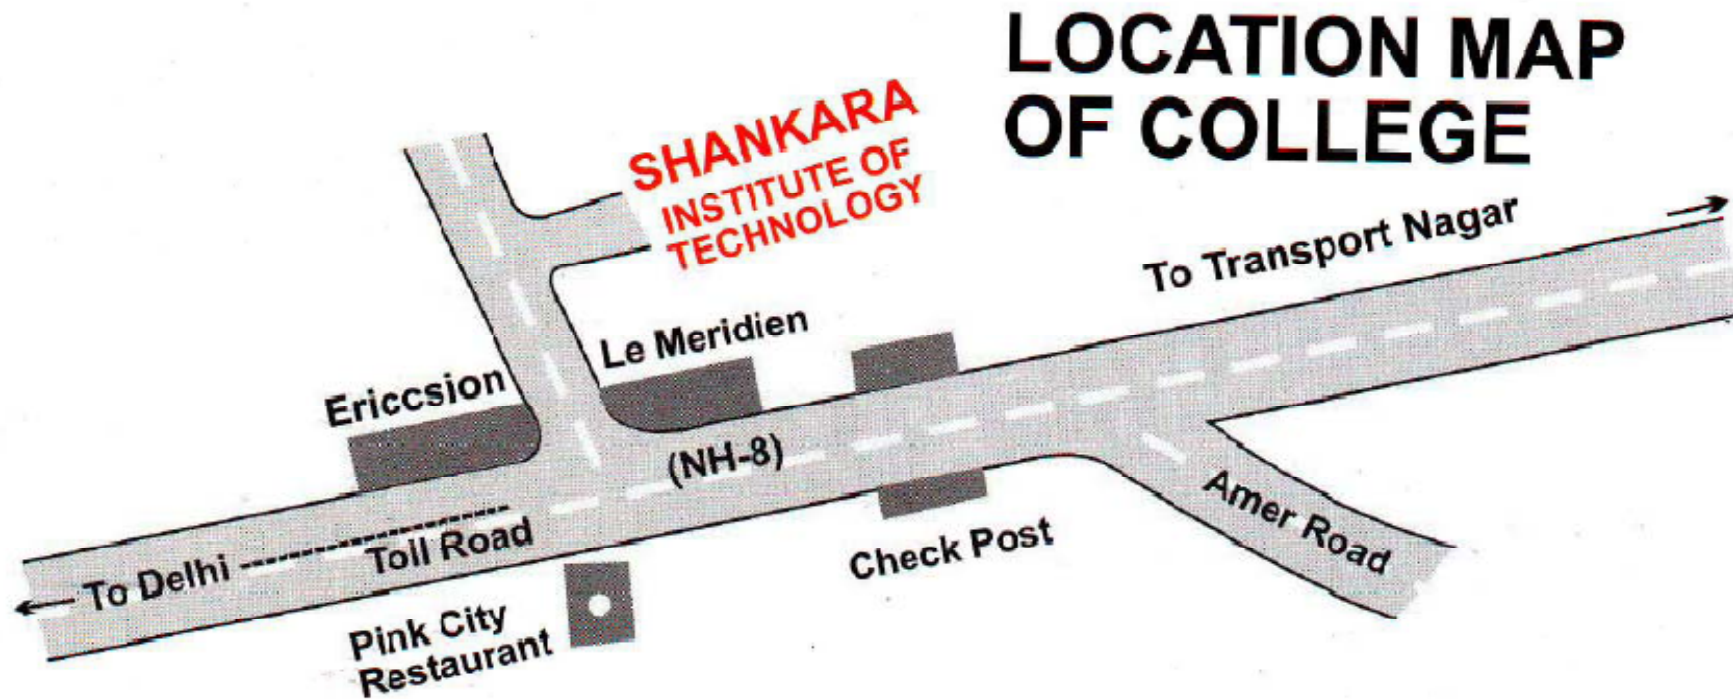 LOCATION MAP
OF COLLEGE
SHANKARA
INSTITUTE OF
TECHNOLOGY
To Transport Nagar
Le Meridien
Ericcsion
(NH-8)
Amer Road
Toll Road
To Delhi
Check Post
Pink City
Restaurant